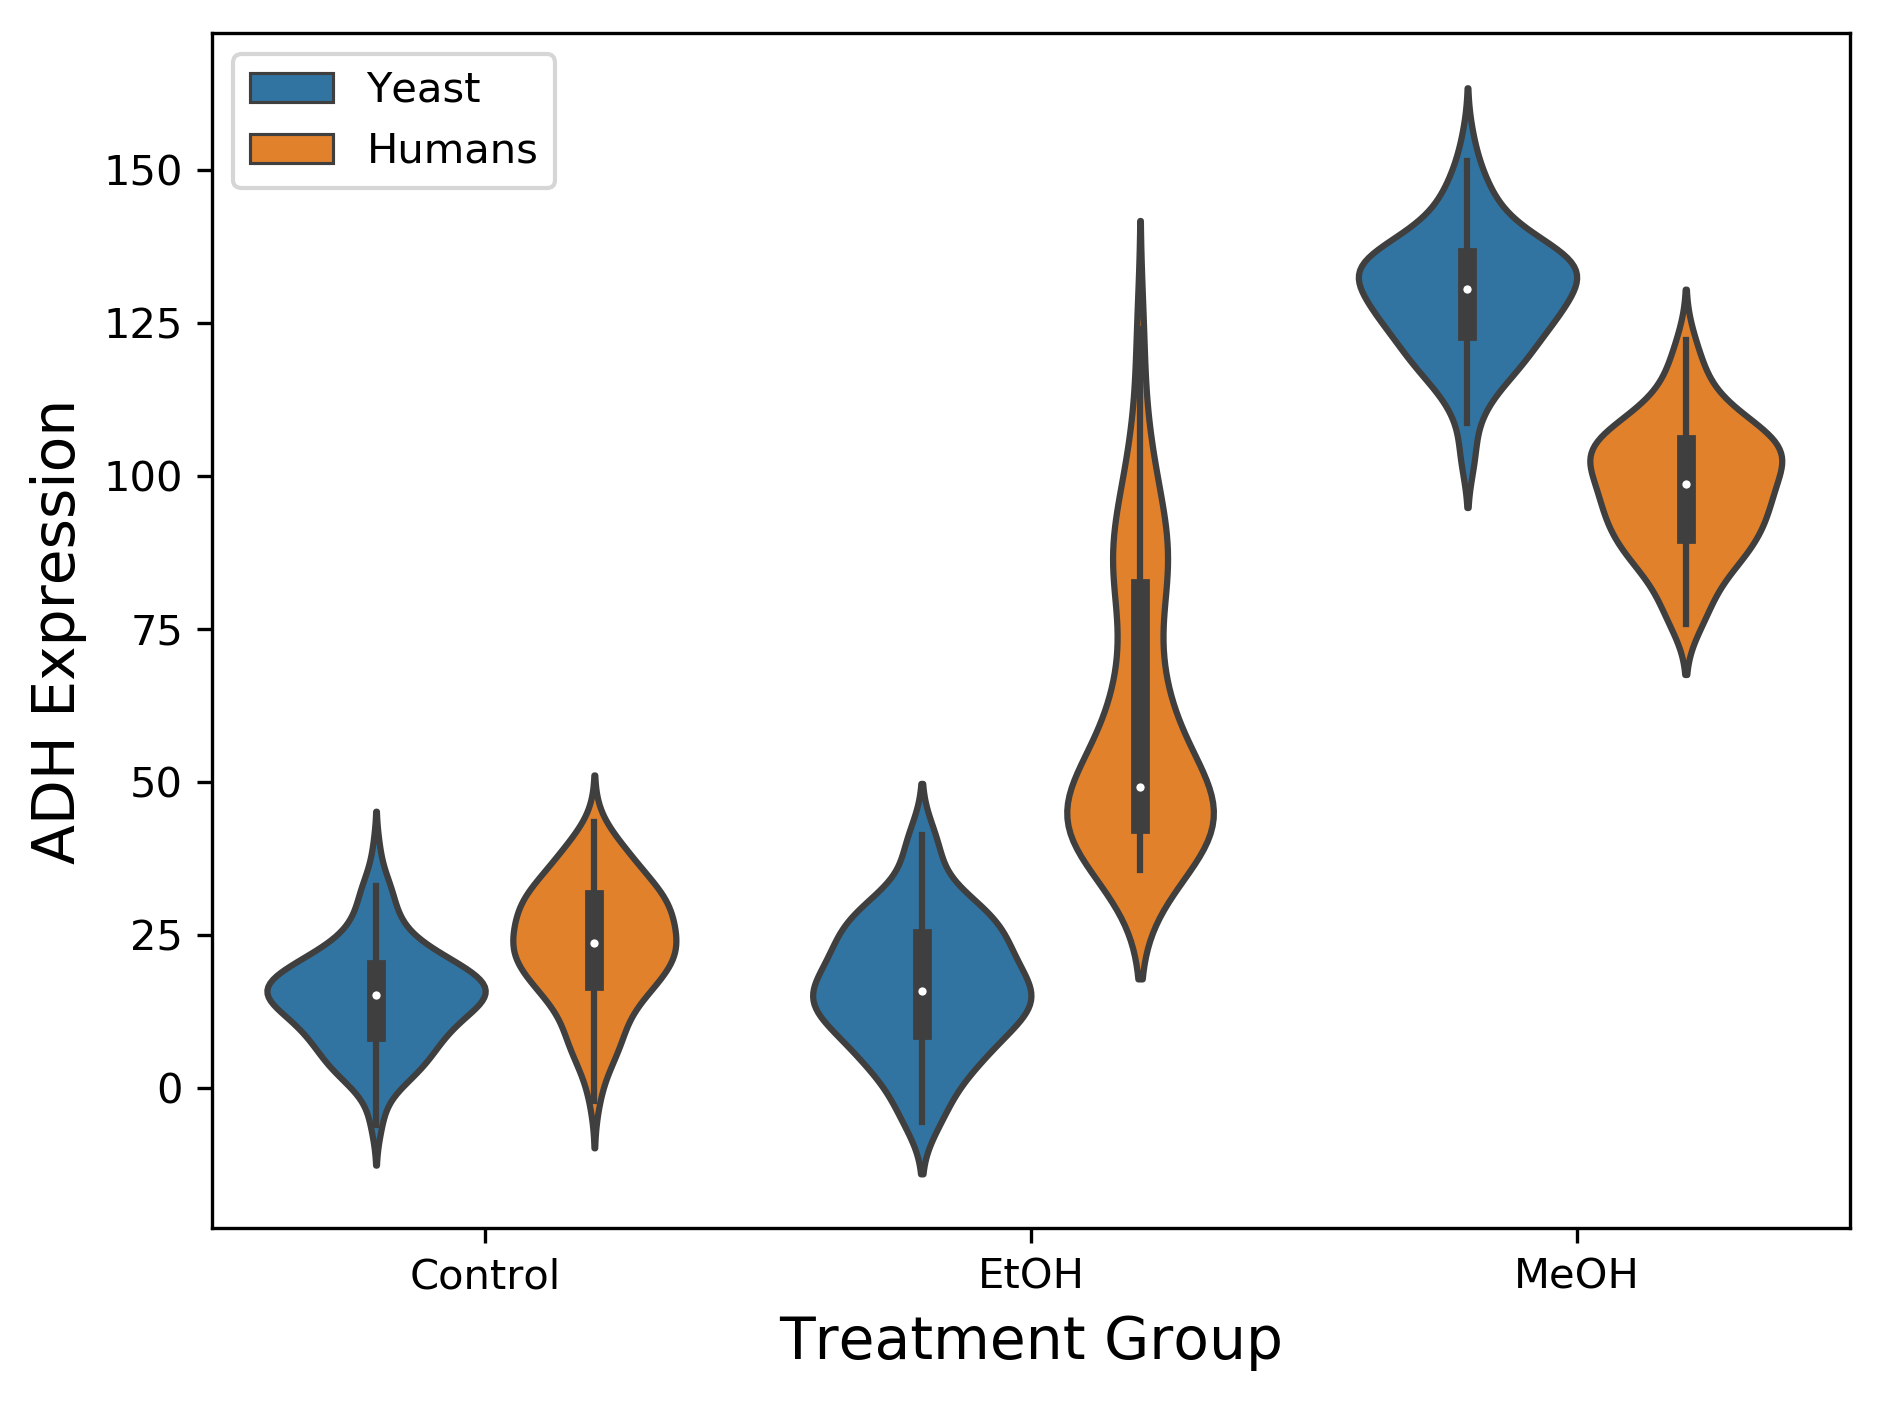 Yeast
Humans
150
125
100
75
50
25
0
ADH Expression
Control
EtOH
MeOH
Treatment Group